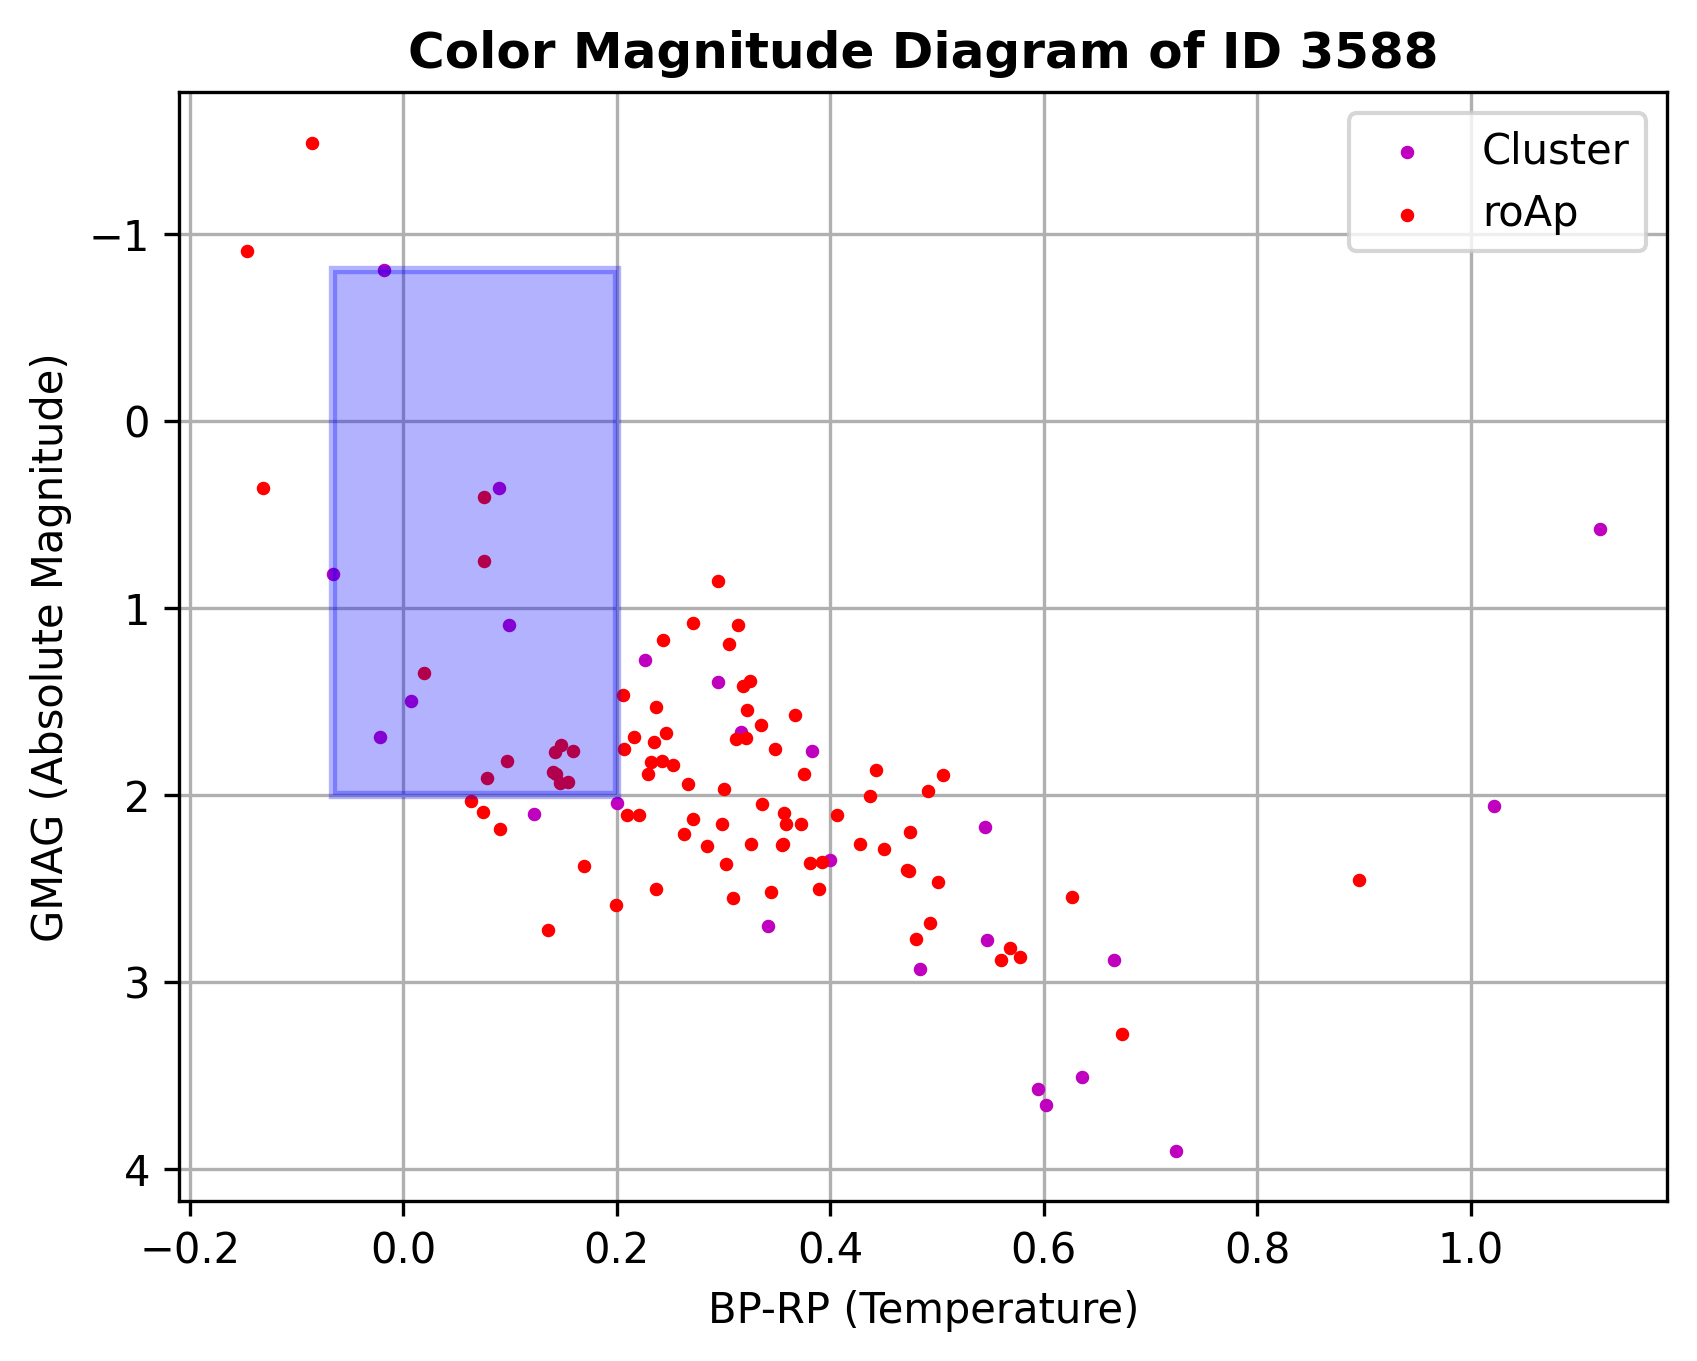 Color Magnitude Diagram of ID 3588
Cluster
roAp
−1
0
1
2
3
4
GMAG (Absolute Magnitude)
−0.2 0.0 0.2 0.4 0.6 0.8 1.0
BP-RP (Temperature)